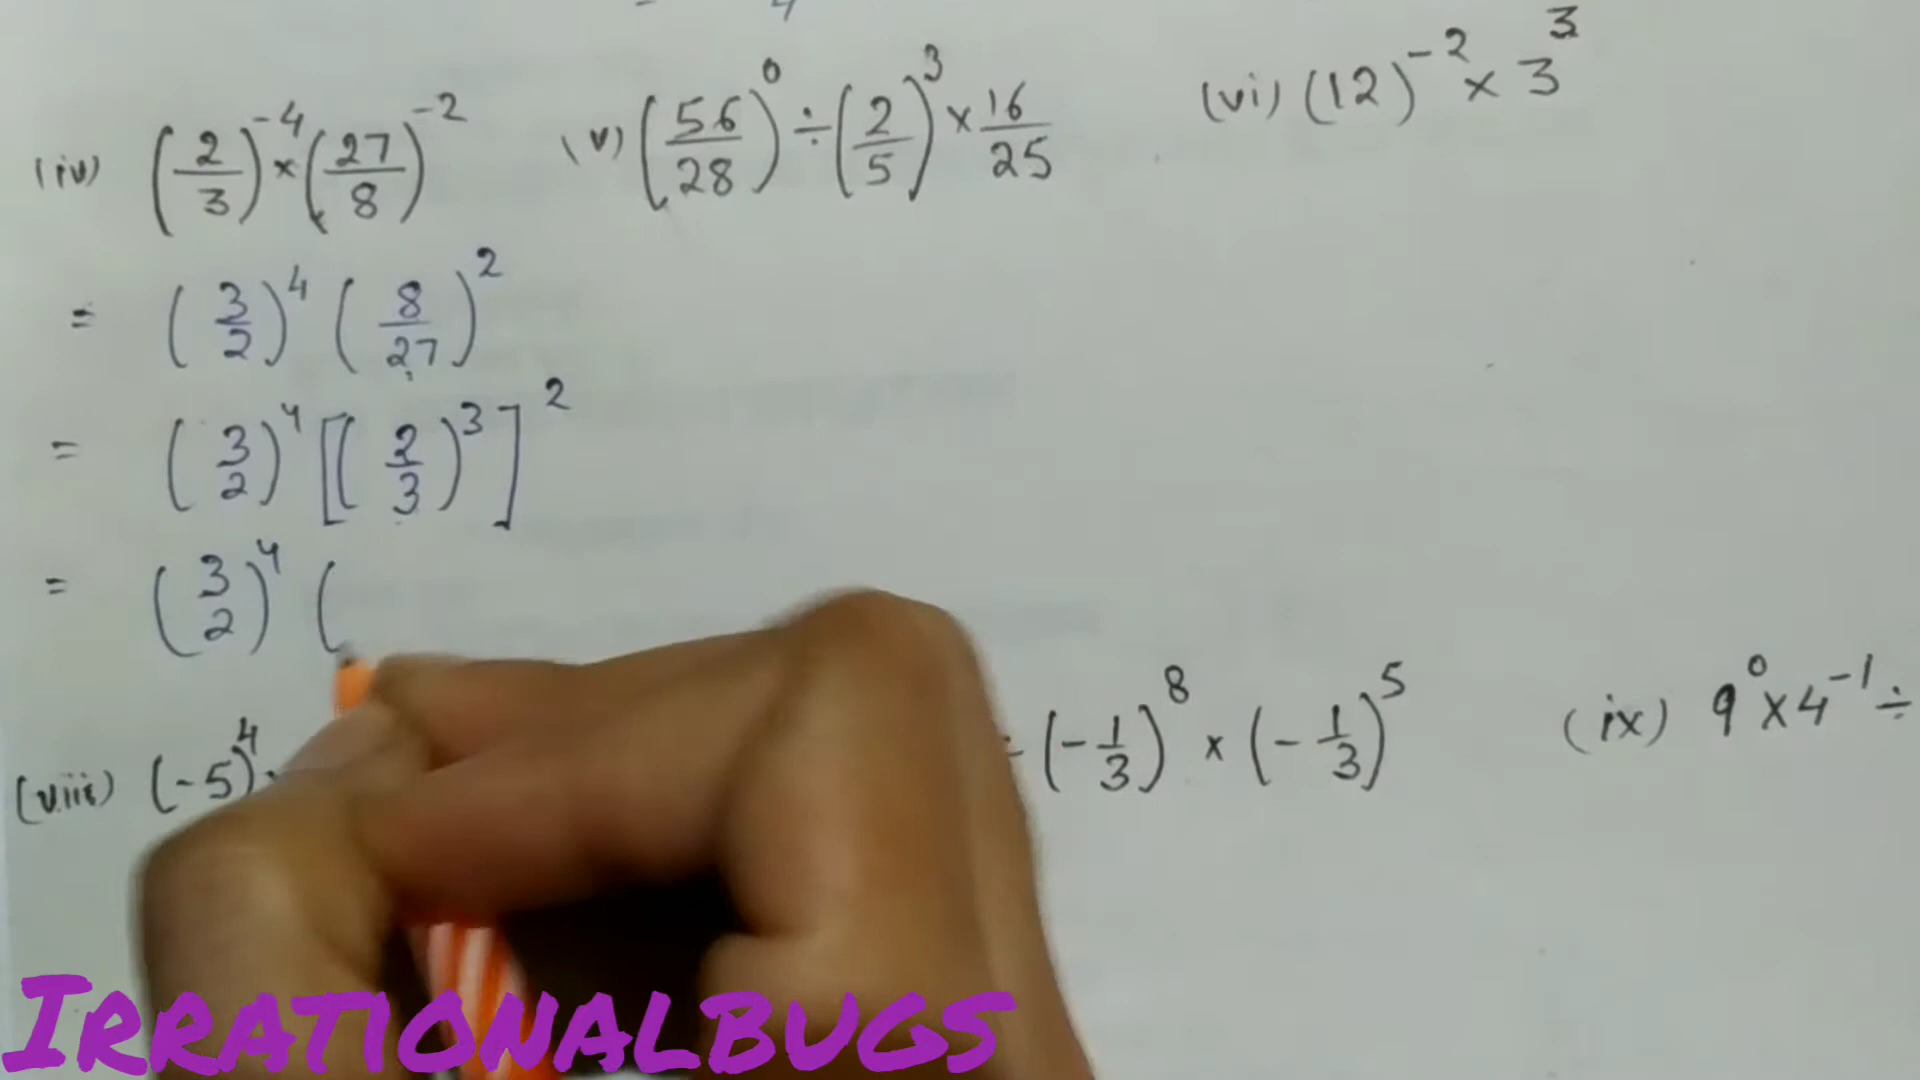 (iv) (2/3)^-4 × (27/8)^-2 (v) (56/28)^0 ÷ (2/5)^3 × 16/25 (vi) (12)^-2 × 3^3
= (3/2)^4 (8/27)^2
= (3/2)^4 [(2/3)^3]^2
= (3/2)^4 (
(viii) (-5)^4 (-1/3)^8 × (-1/3)^5 (ix) 9^0 × 4^-1 ÷
IRRATIONALBUGS